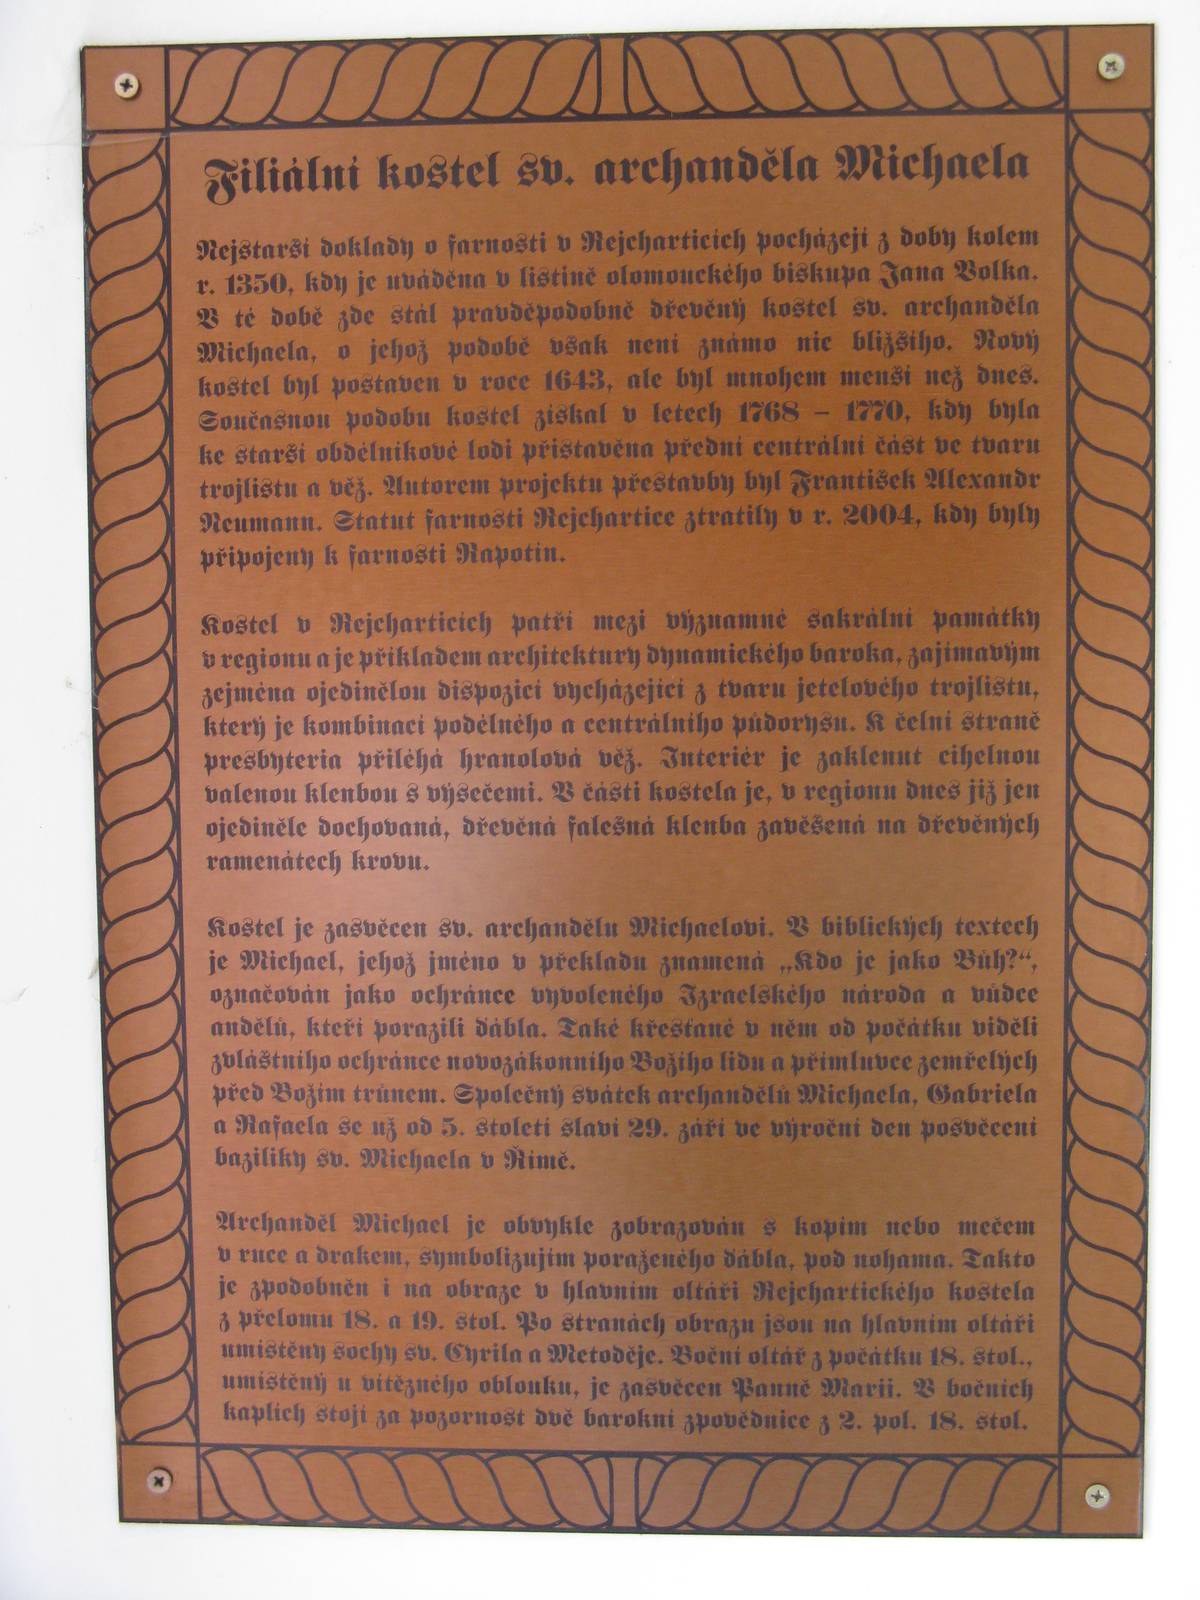 Filiální kostel sv. archanděla Michaela
Nejstarší doklady o farnosti v Rejcharticích pocházejí z doby kolem
r. 1350, kdy je uváděna v listině olomouckého biskupa Jana Volka.
V té době zde stál pravděpodobně dřevěný kostel sv. archanděla
Michaela, o jehož podobě však není známo nic bližšího. Nový
kostel byl postaven v roce 1643, ale byl mnohem menší než dnes.
Současnou podobu kostel získal v letech 1768 – 1770, kdy byla
ke starší obdélníkové lodi přistavěna přední centrální část ve tvaru
trojlistu a věž. Autorem projektu přestavby byl František Alexandr
Neumann. Statut farnosti Rejchartice ztratily v r. 2004, kdy byly
připojeny k farnosti Rapotín.
Kostel v Rejcharticích patří mezi významné sakrální památky
v regionu a je příkladem architektury dynamického baroka, zajímavým
zejména ojedinělou dispozicí vycházející z tvaru jetelového trojlistu,
který je kombinací podélného a centrálního půdorysu. K čelní straně
presbyteria přiléhá hranolová věž. Interiér je zaklenut cihelnou
valenou klenbou s výsečemi. V části kostela je, v regionu dnes již jen
ojediněle dochovaná, dřevěná falešná klenba zavěšená na dřevěných
ramenátech krovu.
Kostel je zasvěcen sv. archandělu Michaelovi. V biblických textech
je Michael, jehož jméno v překladu znamená „Kdo je jako Bůh?“,
označován jako ochránce vyvoleného Izraelského národa a vůdce
andělů, kteří porazili ďábla. Také křesťané v něm od počátku viděli
zvláštního ochránce novozákonního Božího lidu a přímluvce zemřelých
před Božím trůnem. Společný svátek archandělů Michaela, Gabriela
a Rafaela se už od 5. století slaví 29. září ve výroční den posvěcení
baziliky sv. Michaela v Římě.
Archanděl Michael je obvykle zobrazován s kopím nebo mečem
v ruce a drakem, symbolizujím poraženého ďábla, pod nohama. Takto
je zpodobněn i na obraze v hlavním oltáři Rejchartického kostela
z přelomu 18. a 19. stol. Po stranách obrazu jsou na hlavním oltáři
umístěny sochy sv. Cyrila a Metoděje. Boční oltář z počátku 18. stol.,
umístěný u vítězného oblouku, je zasvěcen Panně Marii. V bočních
kaplích stojí za pozornost dvě barokní zpovědnice z 2. pol. 18. stol.